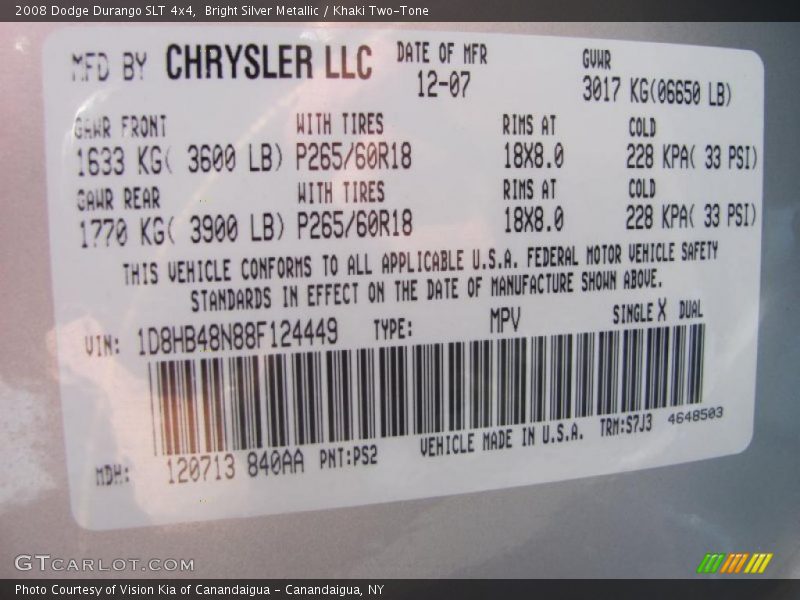 2008 Dodge Durango SLT 4x4,  Bright Silver Metallic / Khaki Two-Tone
MFD BY CHRYSLER LLC DATE OF MFR GVWR
12-07 3017 KG(06650 LB)
GAWR FRONT WITH TIRES RIMS AT COLD
1633 KG( 3600 LB) P265/60R18 18X8.0 228 KPA( 33 PSI)
GAWR REAR WITH TIRES RIMS AT COLD
1770 KG( 3900 LB) P265/60R18 18X8.0 228 KPA( 33 PSI)
THIS VEHICLE CONFORMS TO ALL APPLICABLE U.S.A. FEDERAL MOTOR VEHICLE SAFETY
STANDARDS IN EFFECT ON THE DATE OF MANUFACTURE SHOWN ABOVE.
VIN: 1D8HB48N88F124449 TYPE: MPV SINGLE X DUAL
MDH: 120713 840AA PNT:PS2 VEHICLE MADE IN U.S.A. TRM:S7J3 4648503
GTCARLOT.COM
Photo Courtesy of Vision Kia of Canandaigua – Canandaigua, NY